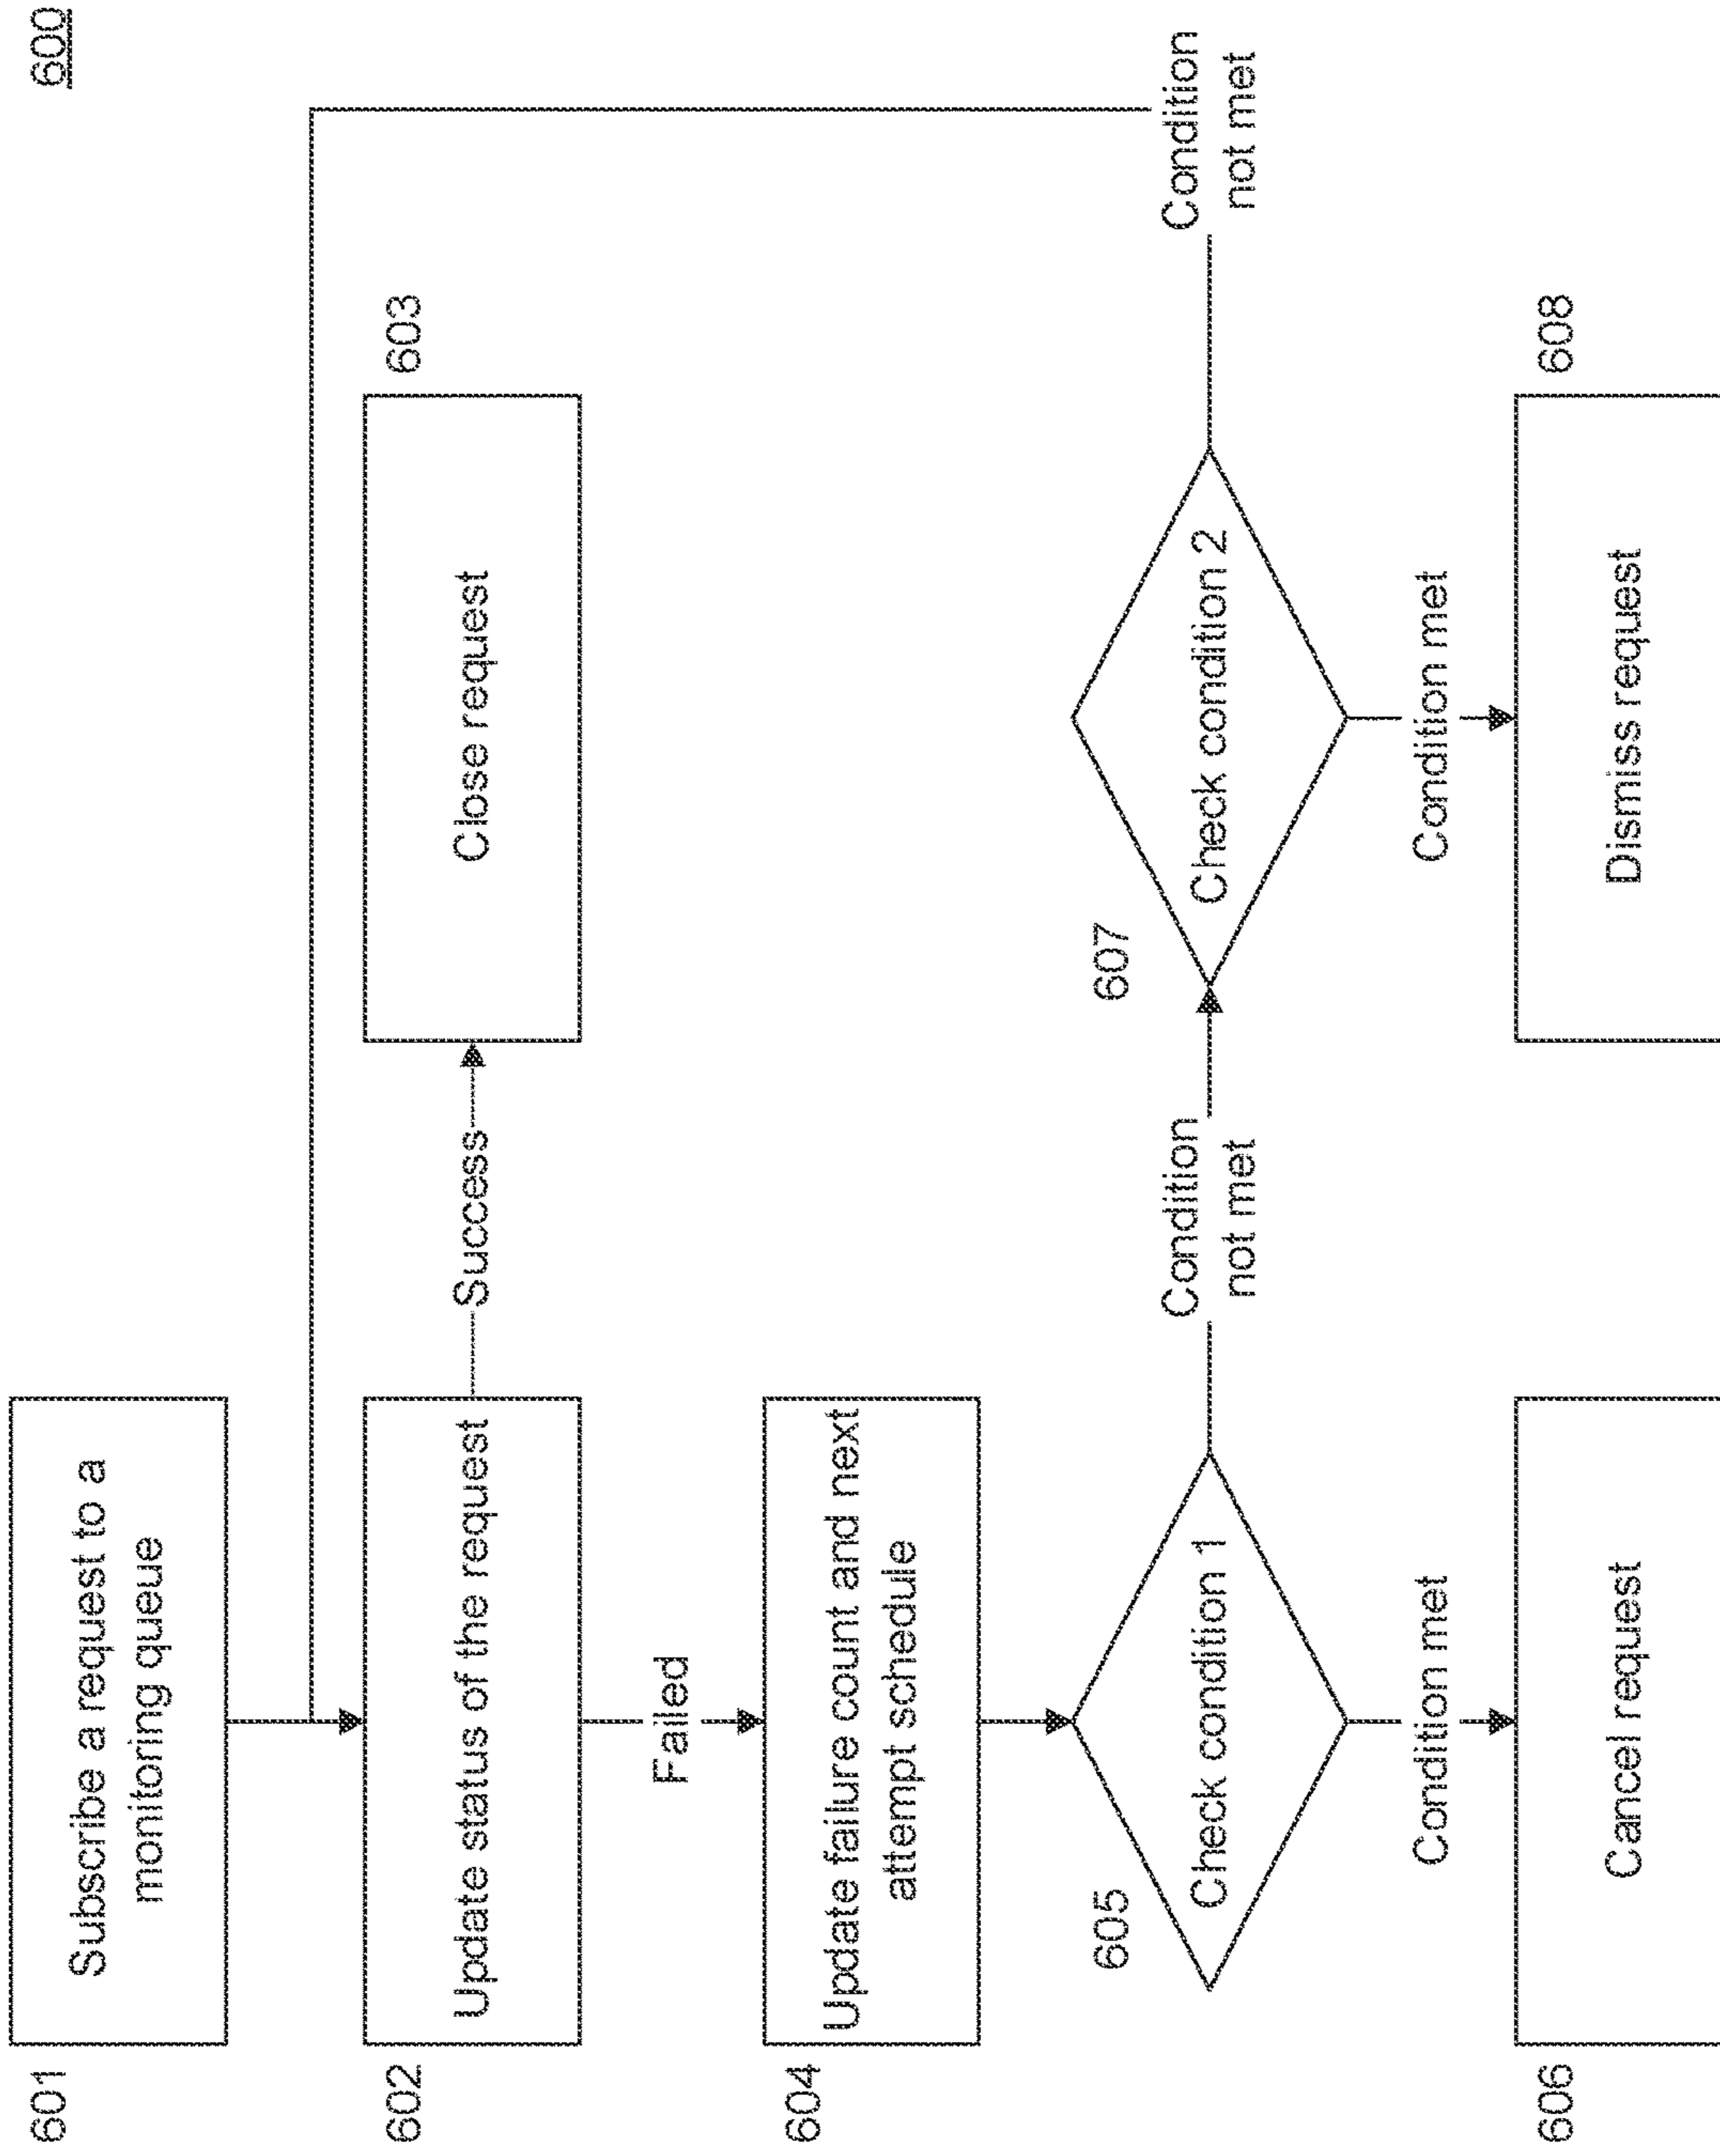 600
601
Subscribe a request to a
monitoring queue
602
Update status of the request
Success
603
Close request
Failed
604
Update failure count and next
attempt schedule
605
Check condition 1
Condition
not met
607
Check condition 2
Condition
not met
Condition met
Condition met
606
Cancel request
608
Dismiss request